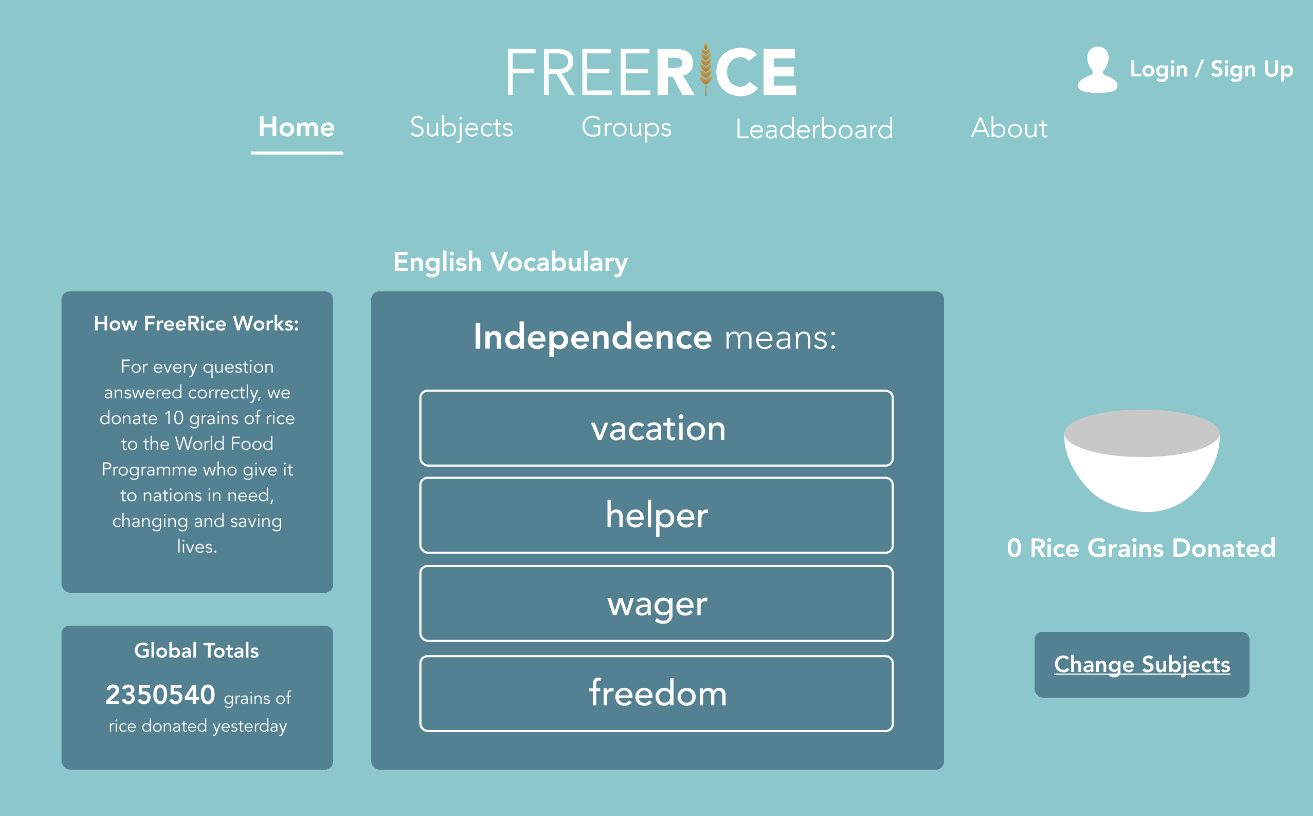 FREERICE
Login / Sign Up
Home
Subjects
Groups
Leaderboard
About
English Vocabulary
How FreeRice Works:
For every question
answered correctly, we
donate 10 grains of rice
to the World Food
Programme who give it
to nations in need,
changing and saving
lives.
Global Totals
2350540 grains of
rice donated yesterday
Independence means:
vacation
helper
wager
freedom
0 Rice Grains Donated
Change Subjects